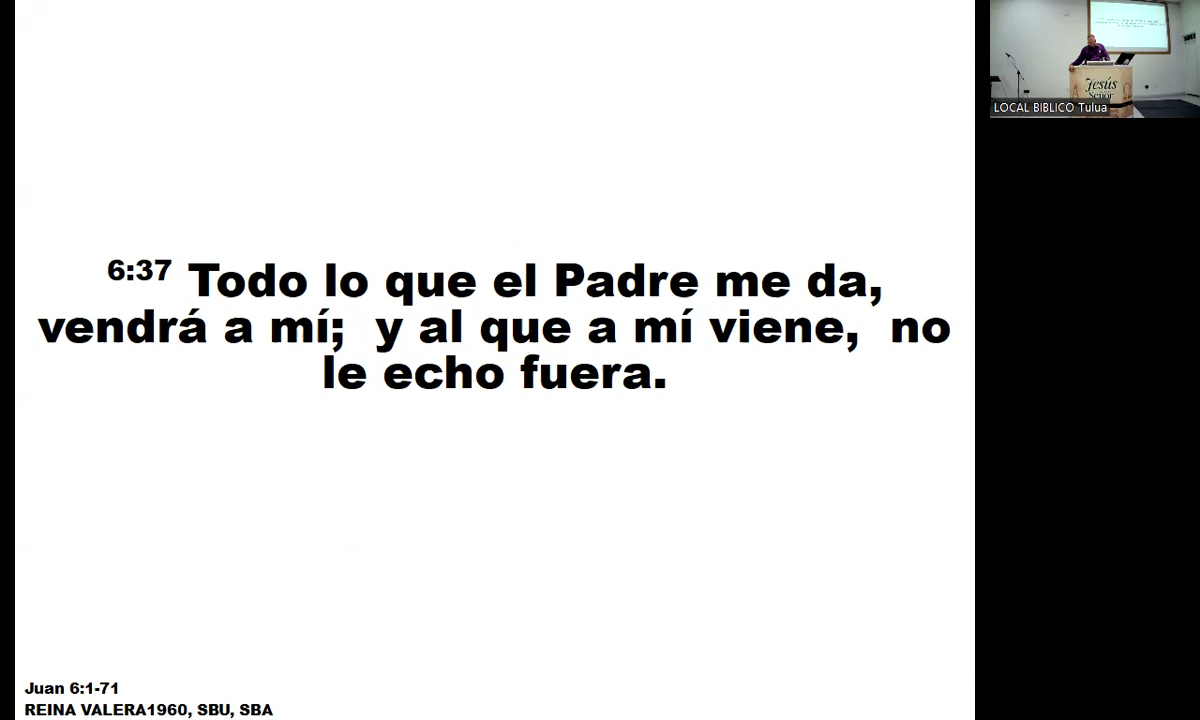 6:37 Todo lo que el Padre me da,
vendrá a mí; y al que a mí viene, no
le echo fuera.
Juan 6:1-71
REINA VALERA1960, SBU, SBA
Jesús
Señor
LOCAL BIBLICO Tulua